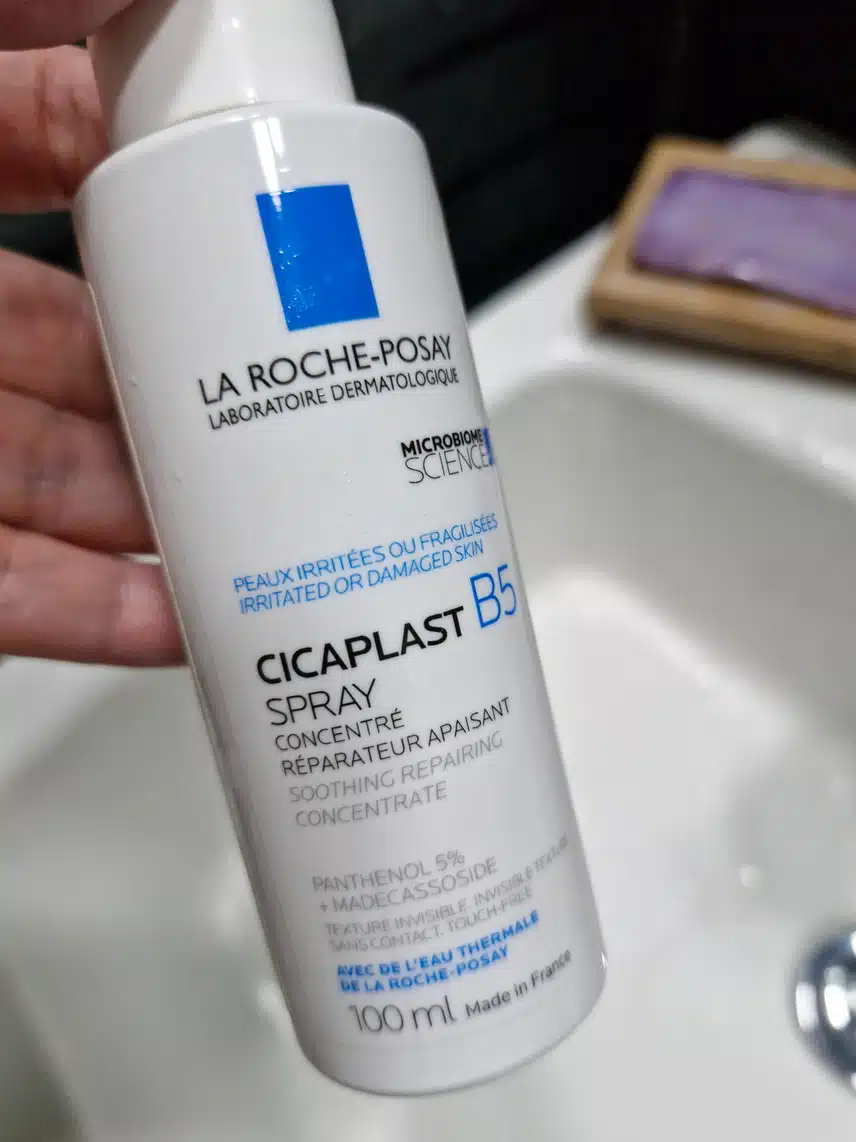 LA ROCHE-POSAY
LABORATOIRE DERMATOLOGIQUE
MICROBIOME
SCIENCE
PEAUX IRRITÉES OU FRAGILISÉES
IRRITATED OR DAMAGED SKIN
CICAPLAST B5
SPRAY
CONCENTRÉ
RÉPARATEUR APAISANT
SOOTHING REPAIRING
CONCENTRATE
PANTHENOL 5%
+ MADECASSOSIDE
TEXTURE INVISIBLE. INVISIBLE TEXTURE
SANS CONTACT. TOUCH-FREE
AVEC DE L'EAU THERMALE
DE LA ROCHE-POSAY
100 ml Made in France